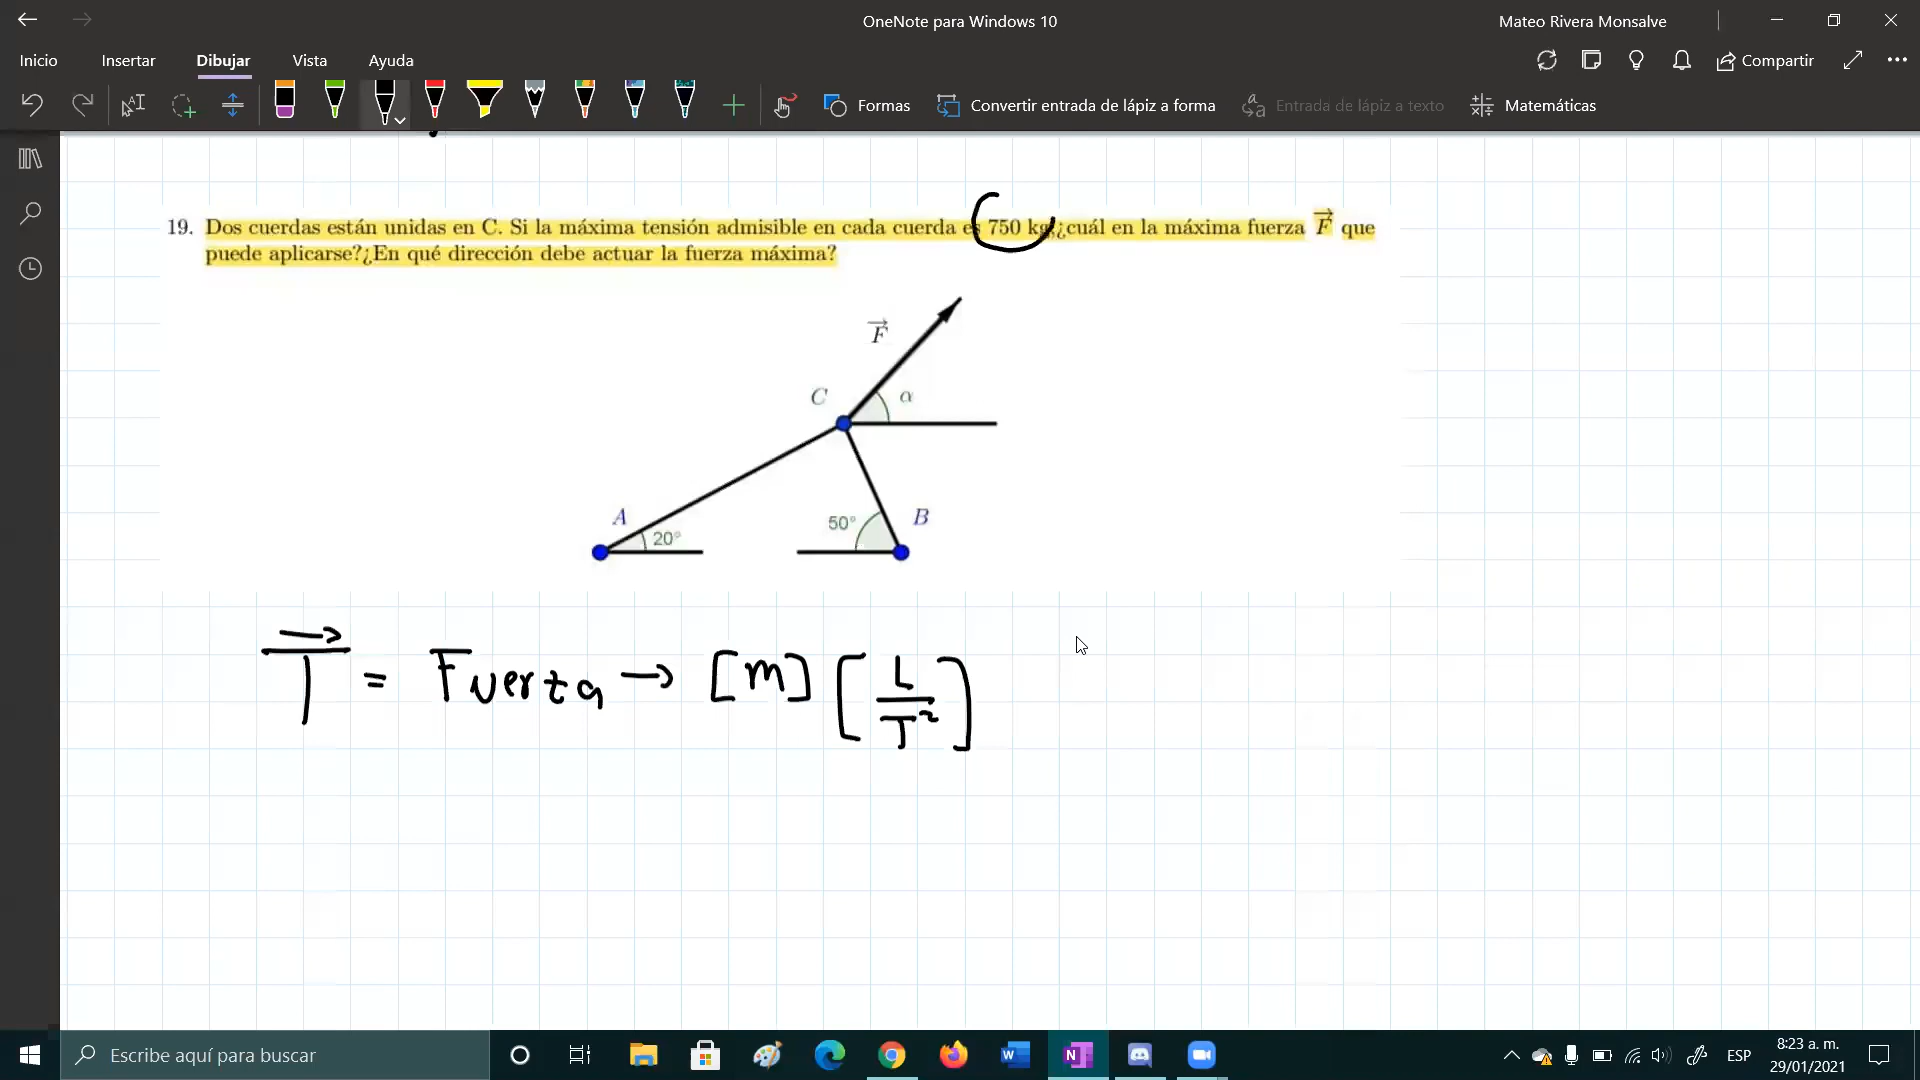 OneNote para Windows 10
Mateo Rivera Monsalve
Inicio Insertar Dibujar Vista Ayuda
Compartir
Formas Convertir entrada de lápiz a forma Entrada de lápiz a texto Matemáticas
19. Dos cuerdas están unidas en C. Si la máxima tensión admisible en cada cuerda es 750 kg,¿cuál en la máxima fuerza F⃗ que
puede aplicarse?¿En qué dirección debe actuar la fuerza máxima?
F⃗
C α
A 20°
50° B
T⃗ = Fuerza → [m] [L/T²]
Escribe aquí para buscar
ESP
8:23 a. m.
29/01/2021